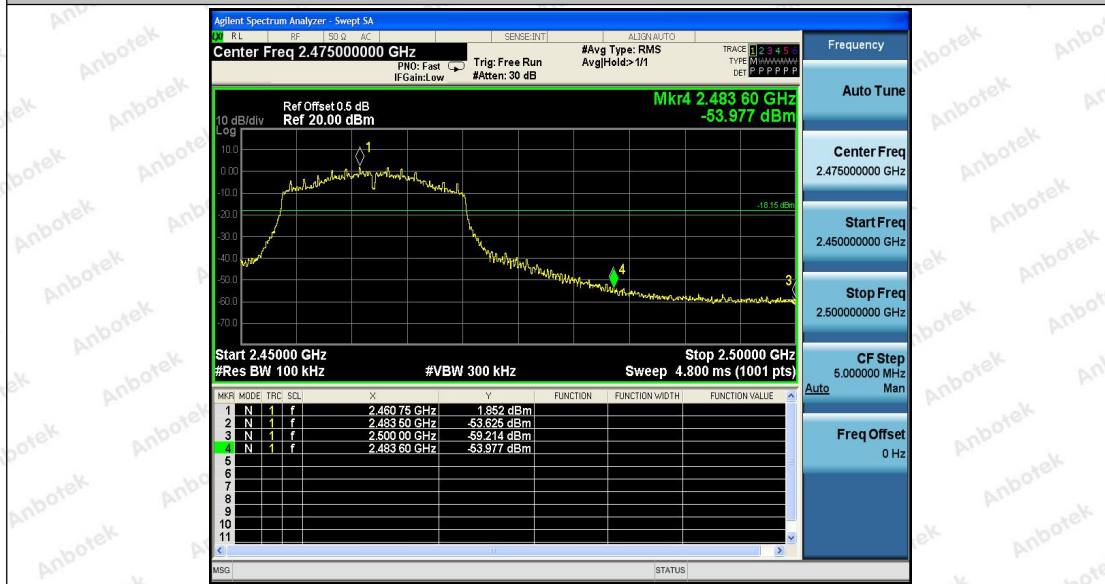 Agilent Spectrum Analyzer - Swept SA
RL RF 50 Ω AC SENSE:INT ALIGNAUTO
Center Freq 2.475000000 GHz
PNO: Fast
IFGain:Low
Trig: Free Run
#Atten: 30 dB
#Avg Type: RMS
Avg|Hold:>1/1
TRACE 1 2 3 4 5 6
TYPE M
DET P P P P P P
Mkr4 2.483 60 GHz
-53.977 dBm
Ref Offset 0.5 dB
10 dB/div Ref 20.00 dBm
Log
10.0
0.00
-10.0
-20.0
-30.0
-40.0
-50.0
-60.0
-70.0
1
-18.15 dBm
4
3
Start 2.45000 GHz Stop 2.50000 GHz
#Res BW 100 kHz #VBW 300 kHz Sweep 4.800 ms (1001 pts)
MKR MODE TRC SCL X Y FUNCTION FUNCTION WIDTH FUNCTION VALUE
1 N 1 f 2.460 75 GHz 1.852 dBm
2 N 1 f 2.483 50 GHz -53.625 dBm
3 N 1 f 2.500 00 GHz -59.214 dBm
4 N 1 f 2.483 60 GHz -53.977 dBm
5
6
7
8
9
10
11
MSG STATUS
Frequency
Auto Tune
Center Freq
2.475000000 GHz
Start Freq
2.450000000 GHz
Stop Freq
2.500000000 GHz
CF Step
5.000000 MHz
Auto Man
Freq Offset
0 Hz
Anbotek